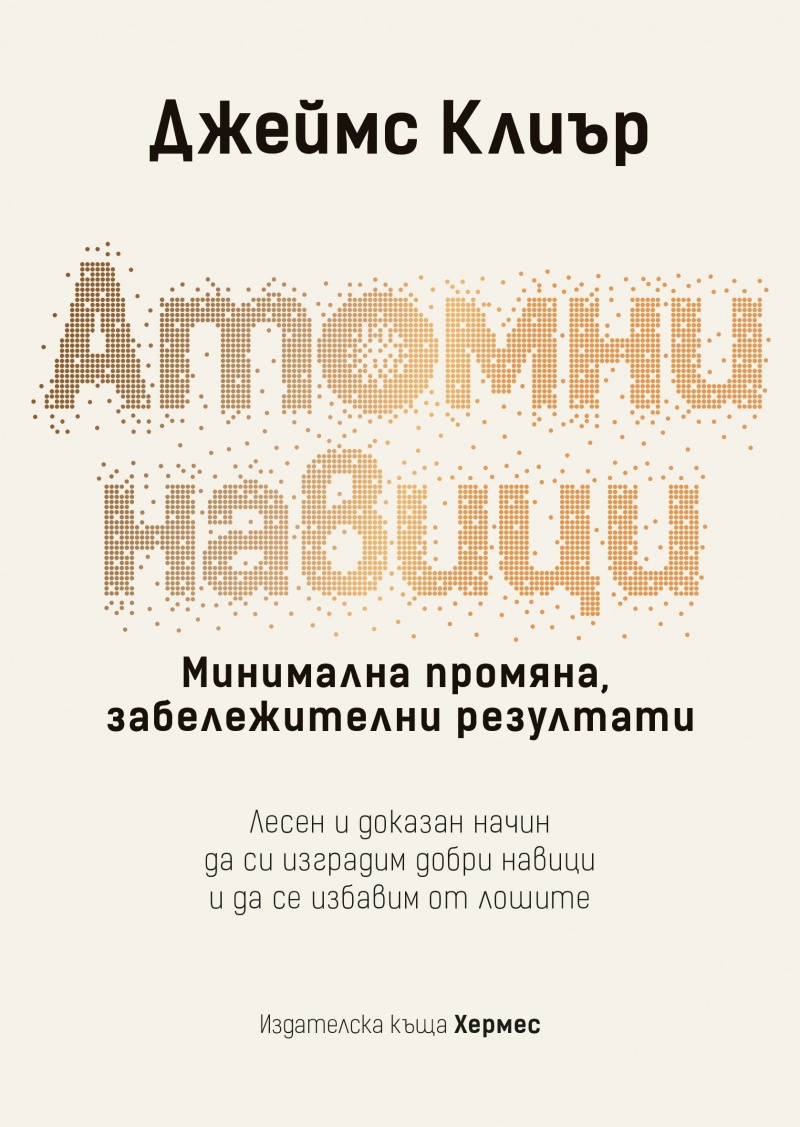 Джеймс Клиър
Атомни
навици
Минимална промяна,
забележителни резултати
Лесен и доказан начин
да си изградим добри навици
и да се избавим от лошите
Издателска къща Хермес